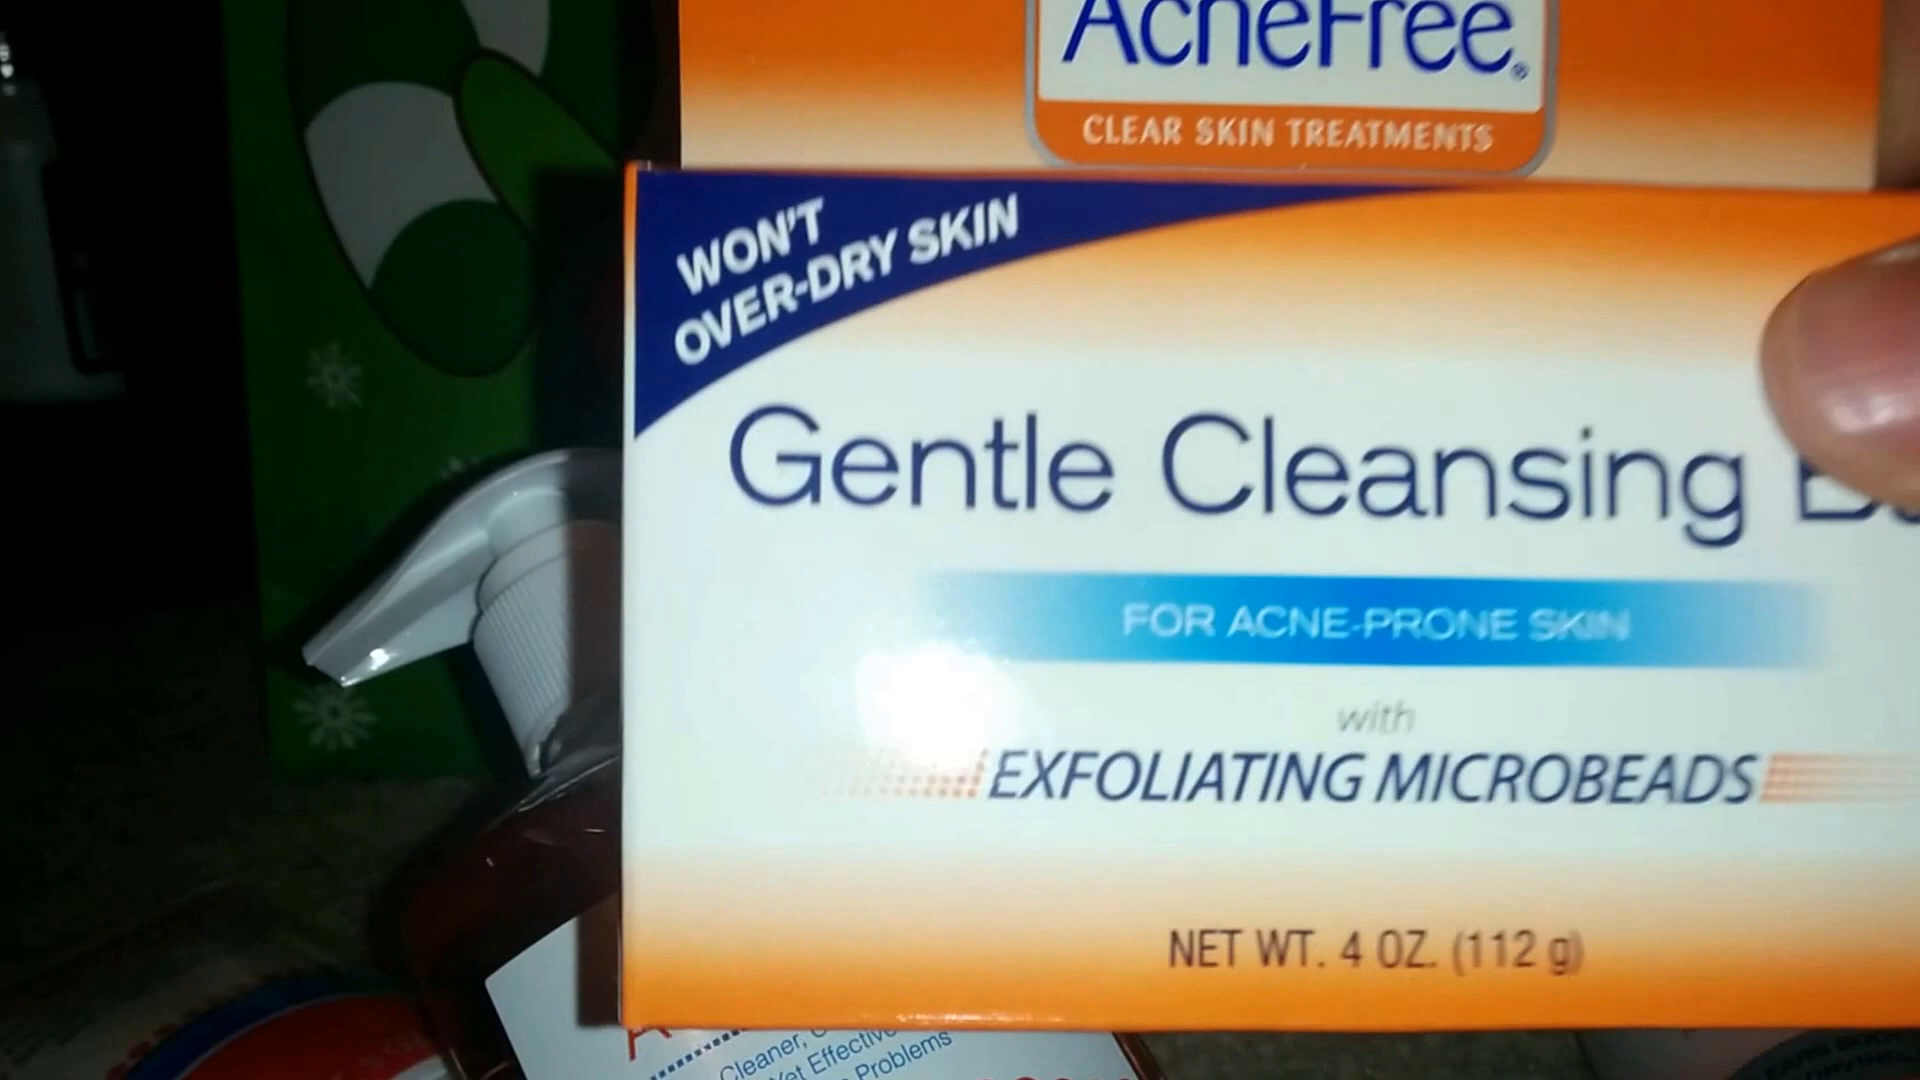 AcneFree®
CLEAR SKIN TREATMENTS
WON'T
OVER-DRY SKIN
Gentle Cleansing
FOR ACNE-PRONE SKIN
with
EXFOLIATING MICROBEADS
NET WT. 4 OZ. (112 g)
Cleaner,
Yet Effective
Problems